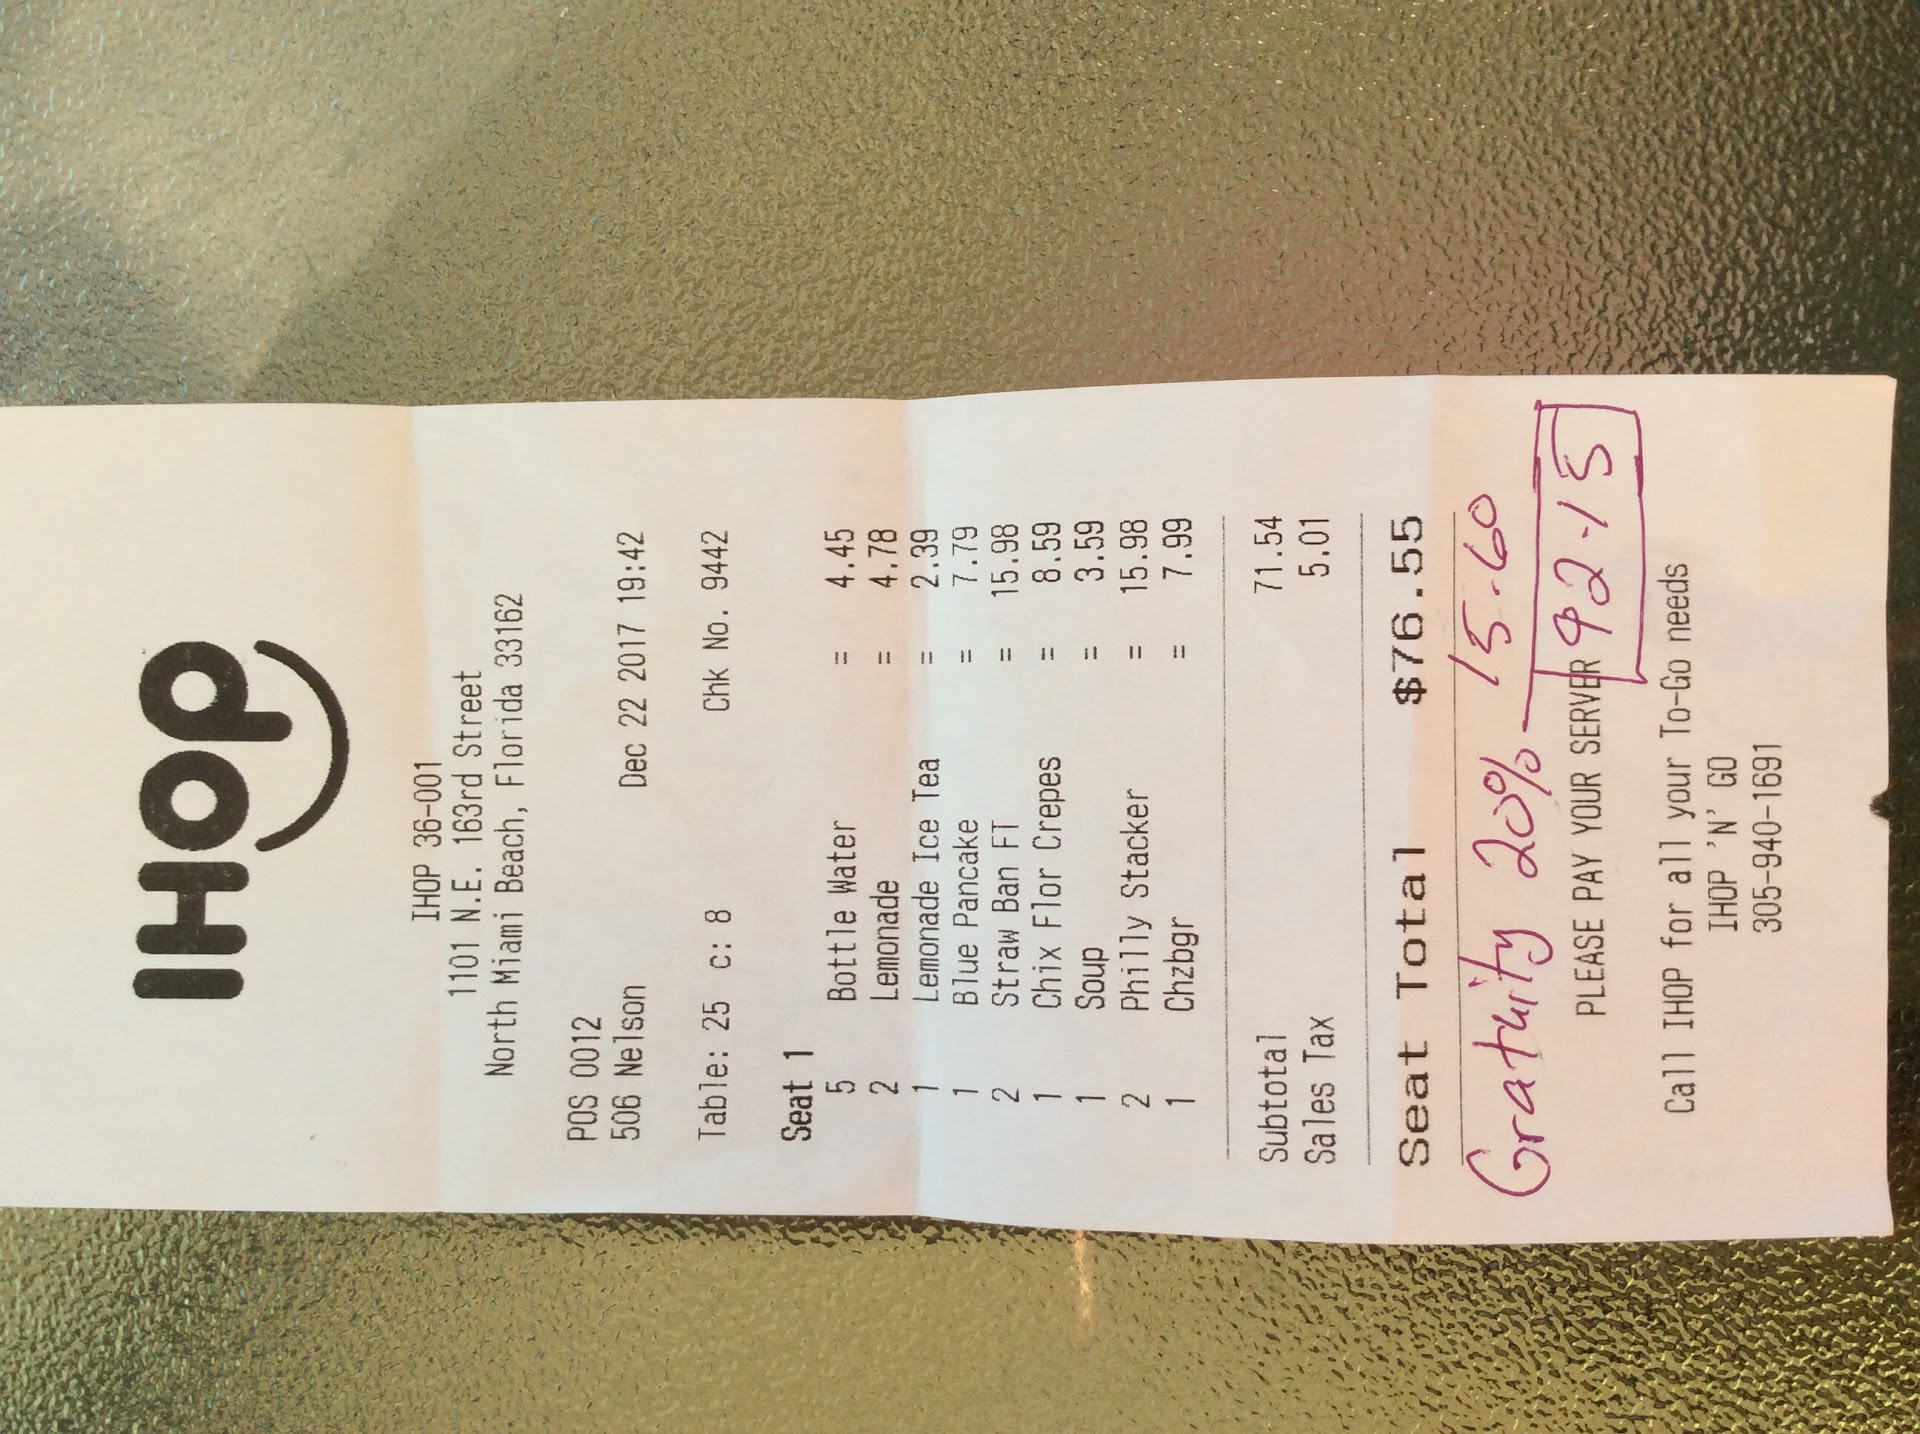 IHOP
IHOP 36-001
1101 N.E. 163rd Street
North Miami Beach, Florida 33162
POS 0012
506 Nelson Dec 22 2017 19:42
Table: 25 c: 8 Chk No. 9442
Seat 1
5 Bottle Water = 4.45
2 Lemonade = 4.78
1 Lemonade Ice Tea = 2.39
1 Blue Pancake = 7.79
2 Straw Ban FT = 15.98
1 Chix Flor Crepes = 8.59
1 Soup = 3.59
2 Philly Stacker = 15.98
1 Chzbgr = 7.99
Subtotal 71.54
Sales Tax 5.01
Seat Total $76.55
Gratuity 20% 15.60
92.15
PLEASE PAY YOUR SERVER
Call IHOP for all your To-Go needs
IHOP 'N' GO
305-940-1691